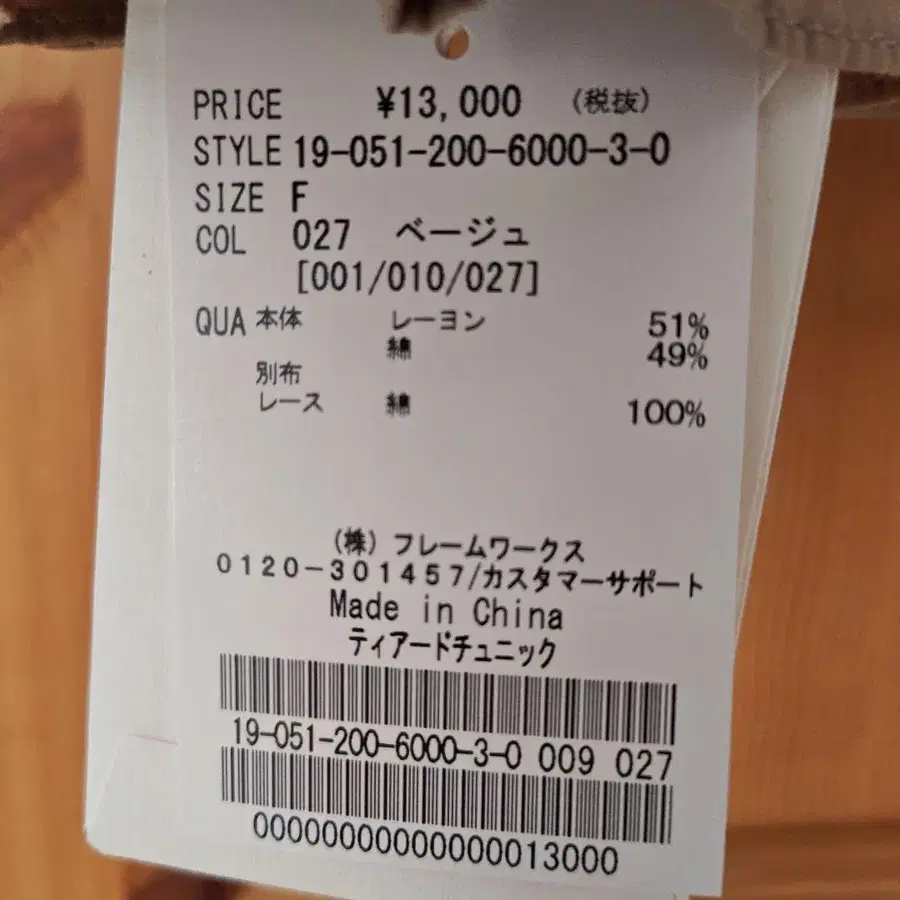 PRICE ¥13,000 (税抜)
STYLE 19-051-200-6000-3-0
SIZE F
COL 027 ベージュ
[001/010/027]
QUA 本体 レーヨン 51%
綿 49%
別布
レース 綿 100%
(株) フレームワークス
0120-301457/カスタマーサポート
Made in China
ティアードチュニック
19-051-200-6000-3-0 009 027
000000000000000013000